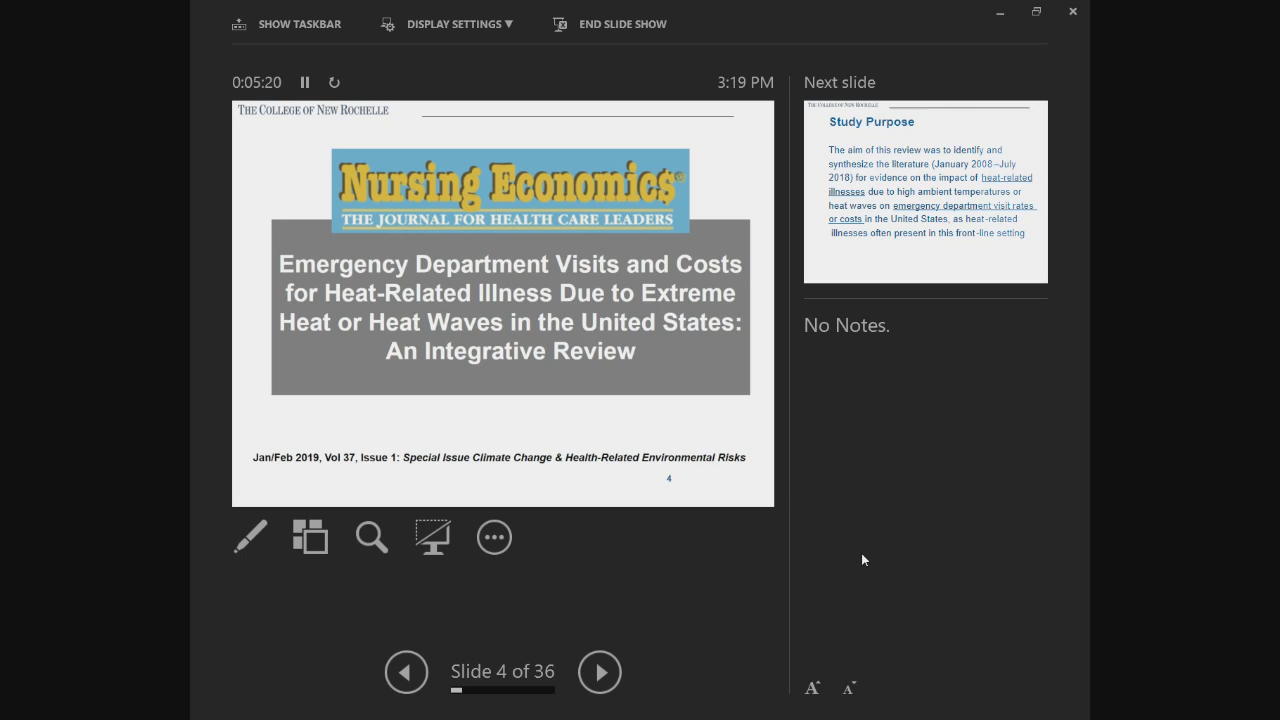 SHOW TASKBAR
DISPLAY SETTINGS ▼
END SLIDE SHOW
0:05:20
3:19 PM
THE COLLEGE OF NEW ROCHELLE
Nursing Economic$®
THE JOURNAL FOR HEALTH CARE LEADERS
Emergency Department Visits and Costs
for Heat-Related Illness Due to Extreme
Heat or Heat Waves in the United States:
An Integrative Review
Jan/Feb 2019, Vol 37, Issue 1: Special Issue Climate Change & Health-Related Environmental Risks
4
Next slide
THE COLLEGE OF NEW ROCHELLE
Study Purpose
The aim of this review was to identify and
synthesize the literature (January 2008–July
2018) for evidence on the impact of heat-related
illnesses due to high ambient temperatures or
heat waves on emergency department visit rates
or costs in the United States, as heat-related
illnesses often present in this front-line setting
No Notes.
Slide 4 of 36
A
A